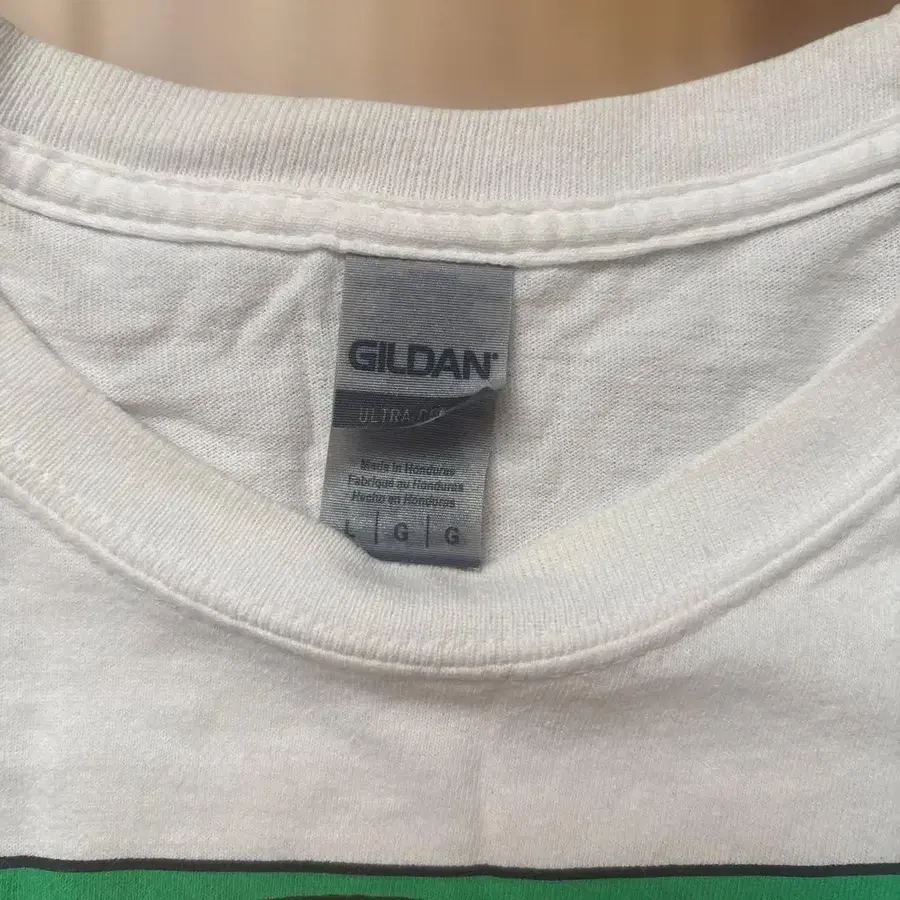 GILDAN®
ULTRA
Made in Honduras
Fabriqué au Honduras
Hecho en Honduras
L | G | G